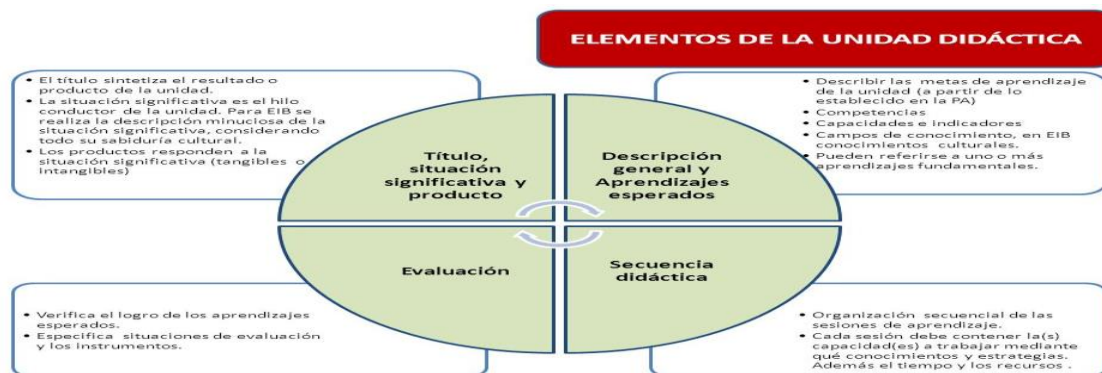 ELEMENTOS DE LA UNIDAD DIDÁCTICA
• El título sintetiza el resultado o
producto de la unidad.
• La situación significativa es el hilo
conductor de la unidad. Para EIB se
realiza la descripción minuciosa de la
situación significativa, considerando
todo su sabiduría cultural.
• Los productos responden a la
situación significativa (tangibles o
intangibles)
• Describir las metas de aprendizaje
de la unidad (a partir de lo
establecido en la PA)
• Competencias
• Capacidades e indicadores
• Campos de conocimiento, en EIB
conocimientos culturales.
• Pueden referirse a uno o más
aprendizajes fundamentales.
Título,
situación
significativa y
producto
Descripción
general y
Aprendizajes
esperados
Evaluación
Secuencia
didáctica
• Verifica el logro de los aprendizajes
esperados.
• Especifica situaciones de evaluación
y los instrumentos.
• Organización secuencial de las
sesiones de aprendizaje.
• Cada sesión debe contener la(s)
capacidad(es) a trabajar mediante
qué conocimientos y estrategias.
Además el tiempo y los recursos .